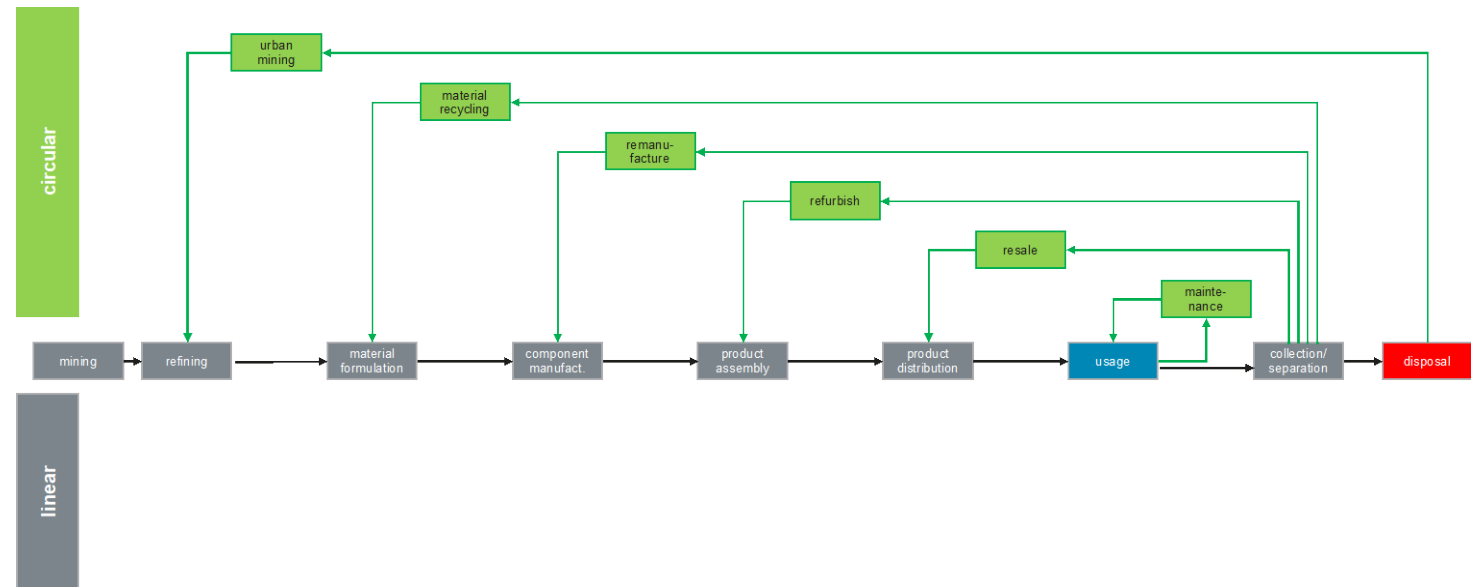 circular
urban
mining
material
recycling
remanu-
facture
refurbish
resale
mainte-
nance
mining
refining
material
formulation
component
manufact.
product
assembly
product
distribution
usage
collection/
separation
disposal
linear